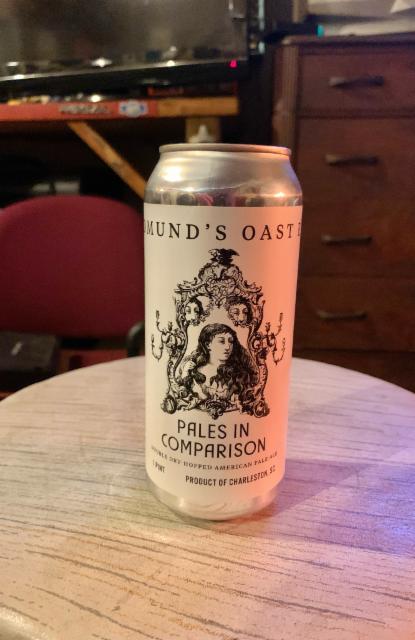 MUND'S OAST
PALES IN
COMPARISON
DOUBLE DRY HOPPED AMERICAN PALE ALE
1 PINT
PRODUCT OF CHARLESTON, SC